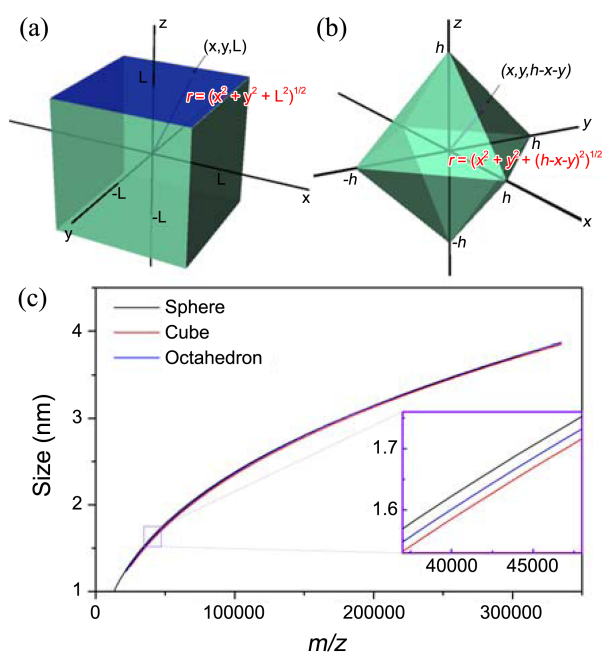 (a)
z
(x,y,L)
L
r = (x² + y² + L²)^1/2
L
x
-L
-L
y
(b)
z
h
(x,y,h-x-y)
y
h
r = (x² + y² + (h-x-y)²)^1/2
-h
h
x
-h
(c)
Sphere
Cube
Octahedron
Size (nm)
4
3
2
1
1.7
1.6
40000
45000
0
100000
200000
300000
m/z